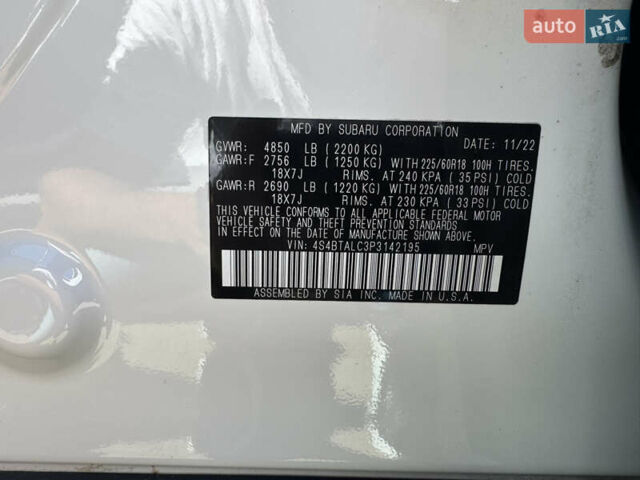 auto RIA .com
MFD BY SUBARU CORPORATION
GVWR: 4850 LB (2200 KG) DATE: 11/22
GAWR:F 2756 LB (1250 KG) WITH 225/60R18 100H TIRES.
18X7J RIMS. AT 240 KPA (35 PSI) COLD
GAWR:R 2690 LB (1220 KG) WITH 225/60R18 100H TIRES.
18X7J RIMS. AT 230 KPA (33 PSI) COLD
THIS VEHICLE CONFORMS TO ALL APPLICABLE FEDERAL MOTOR
VEHICLE SAFETY AND THEFT PREVENTION STANDARDS IN
EFFECT ON THE DATE OF MANUFACTURE SHOWN ABOVE.
VIN: 4S4BTALC3P3142195 MPV
ASSEMBLED BY SIA INC. MADE IN U.S.A.